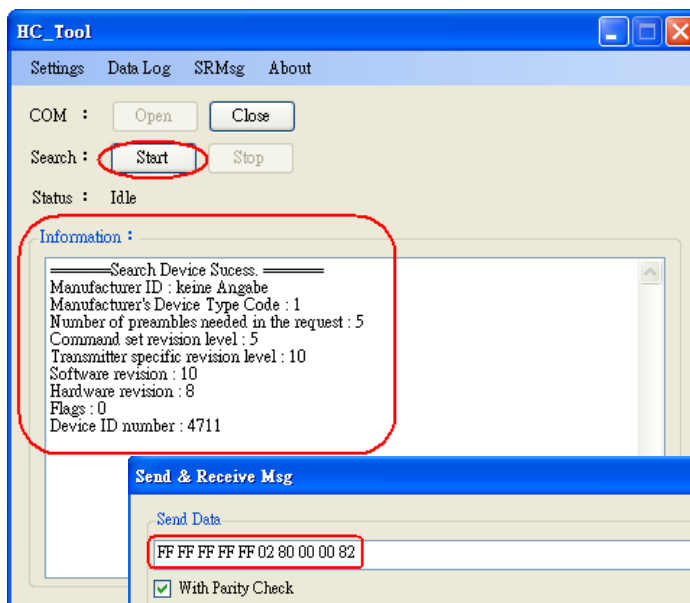 HC_Tool
Settings Data Log SRMsg About
COM : Open Close
Search : Start Stop
Status : Idle
Information :
======Search Device Sucess. ======
Manufacturer ID : keine Angabe
Manufacturer's Device Type Code : 1
Number of preambles needed in the request : 5
Command set revision level : 5
Transmitter specific revision level : 10
Software revision : 10
Hardware revision : 8
Flags : 0
Device ID number : 4711
Send & Receive Msg
Send Data
FF FF FF FF FF 02 80 00 00 82
With Parity Check